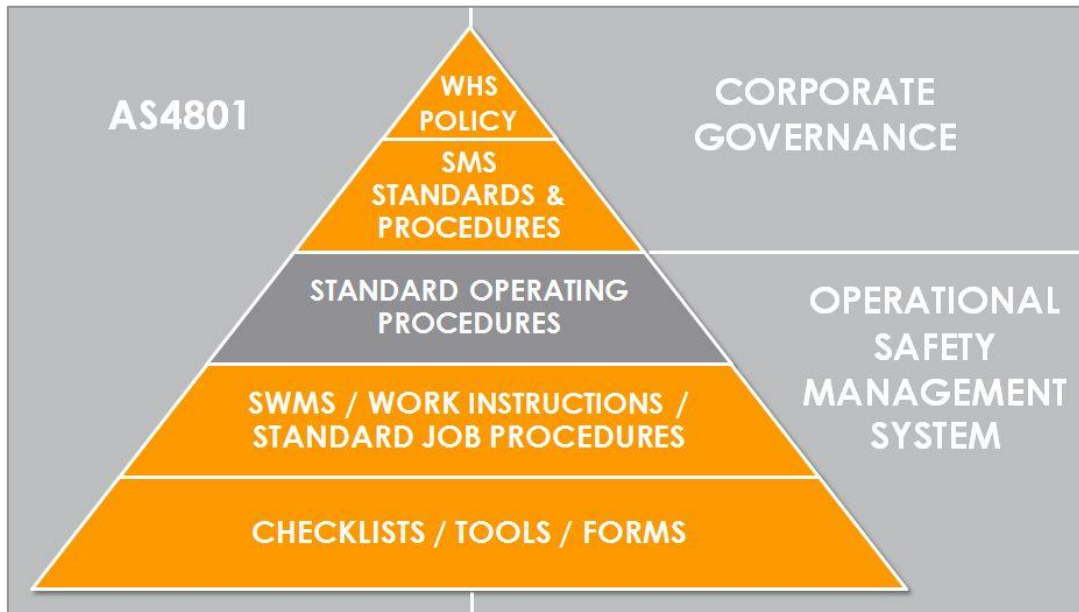 AS4801
WHS
POLICY
SMS
STANDARDS &
PROCEDURES
STANDARD OPERATING
PROCEDURES
SWMS / WORK INSTRUCTIONS /
STANDARD JOB PROCEDURES
CHECKLISTS / TOOLS / FORMS
CORPORATE
GOVERNANCE
OPERATIONAL
SAFETY
MANAGEMENT
SYSTEM